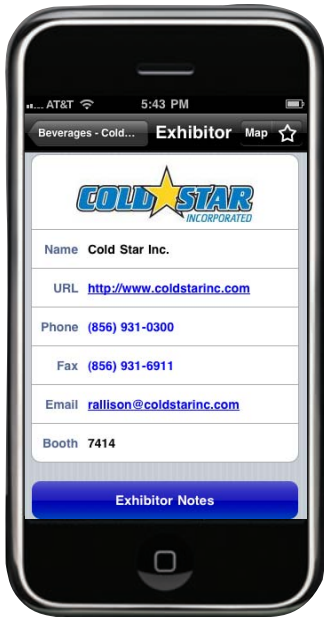 AT&T 5:43 PM
Beverages - Cold... Exhibitor Map
COLD STAR
INCORPORATED
Name Cold Star Inc.
URL http://www.coldstarinc.com
Phone (856) 931-0300
Fax (856) 931-6911
Email rallison@coldstarinc.com
Booth 7414
Exhibitor Notes